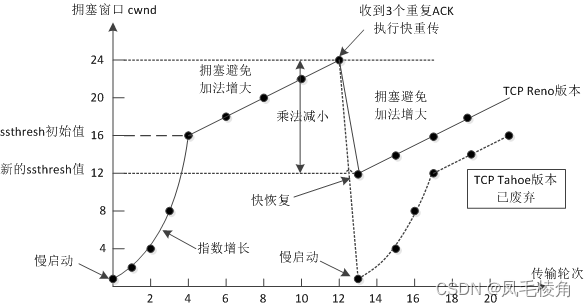 拥塞窗口 cwnd
收到3个重复ACK
执行快重传
24
20
ssthresh初始值
16
新的ssthresh值
12
8
4
拥塞避免
加法增大
乘法减小
拥塞避免
加法增大
TCP Reno版本
TCP Tahoe版本
已废弃
快恢复
指数增长
慢启动
慢启动
传输轮次
2 4 6 8 10 12 14 16 18 20
CSDN @凤毛棱角